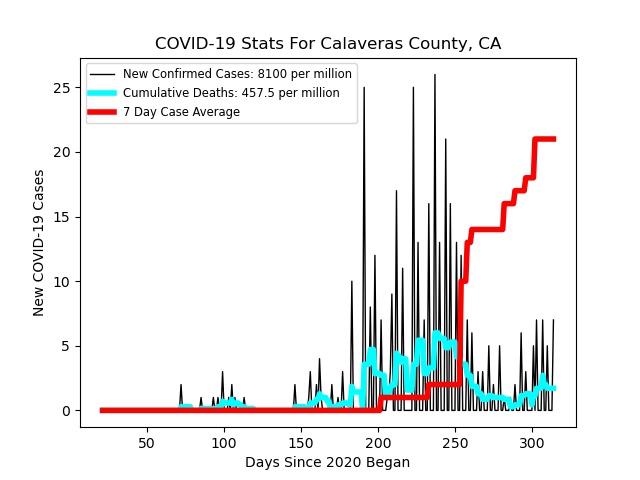 COVID-19 Stats For Calaveras County, CA
New Confirmed Cases: 8100 per million
Cumulative Deaths: 457.5 per million
7 Day Case Average
New COVID-19 Cases
25
20
15
10
5
0
50 100 150 200 250 300
Days Since 2020 Began